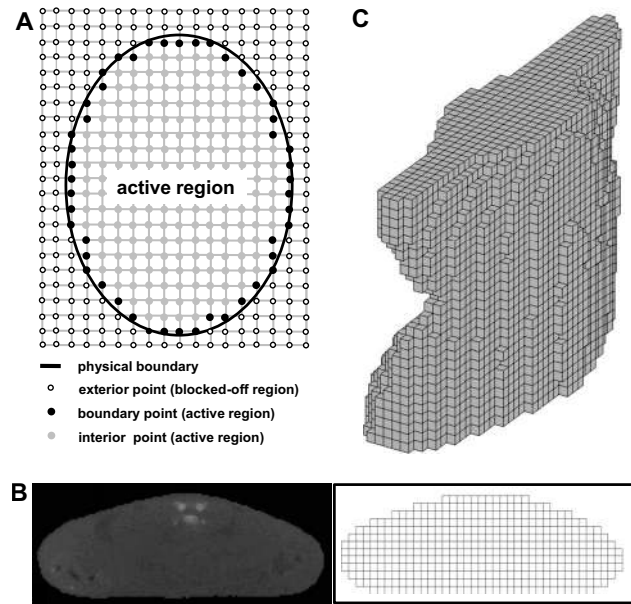 A
C
active region
physical boundary
exterior point (blocked-off region)
boundary point (active region)
interior point (active region)
B